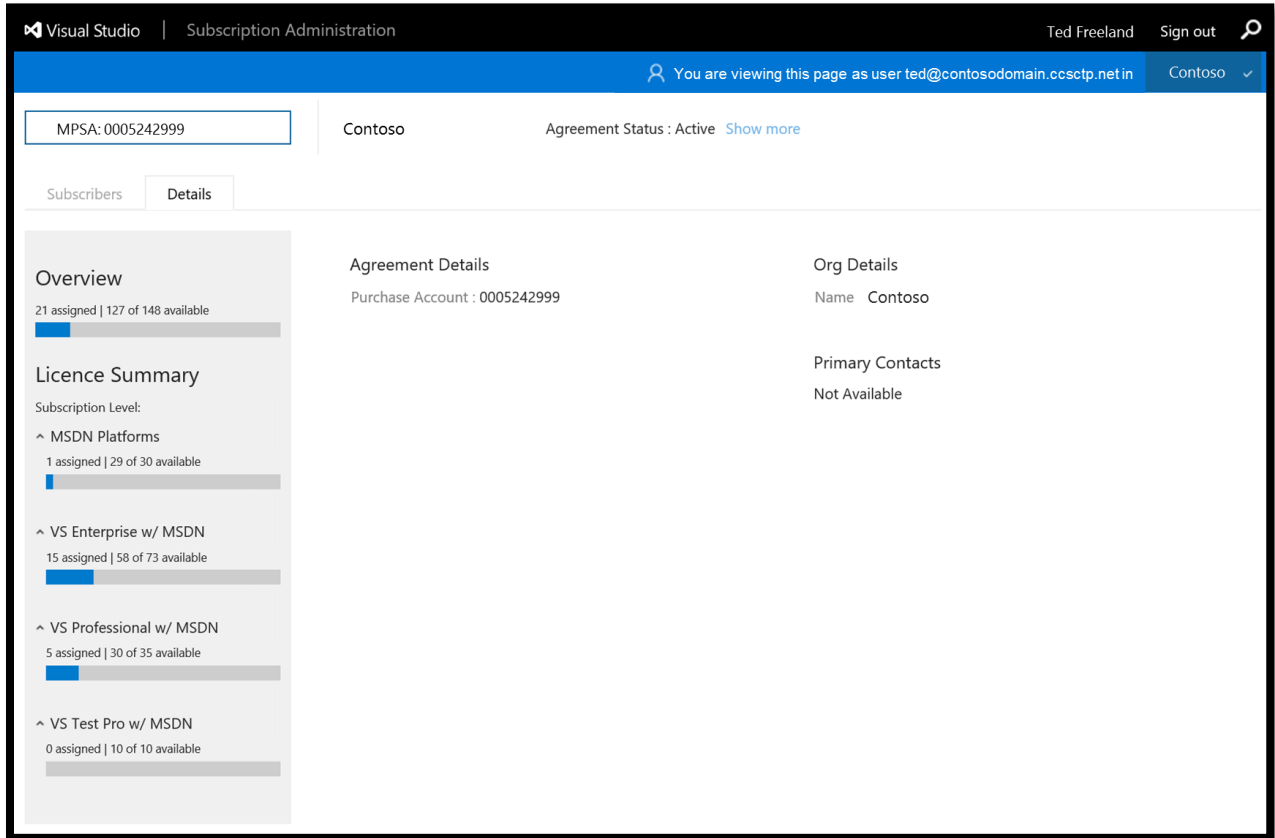 Visual Studio | Subscription Administration Ted Freeland Sign out
You are viewing this page as user ted@contosodomain.ccsctp.net in Contoso
MPSA: 0005242999 Contoso Agreement Status : Active Show more
Subscribers Details
Overview
21 assigned | 127 of 148 available
Licence Summary
Subscription Level:
MSDN Platforms
1 assigned | 29 of 30 available
VS Enterprise w/ MSDN
15 assigned | 58 of 73 available
VS Professional w/ MSDN
5 assigned | 30 of 35 available
VS Test Pro w/ MSDN
0 assigned | 10 of 10 available
Agreement Details
Purchase Account : 0005242999
Org Details
Name Contoso
Primary Contacts
Not Available